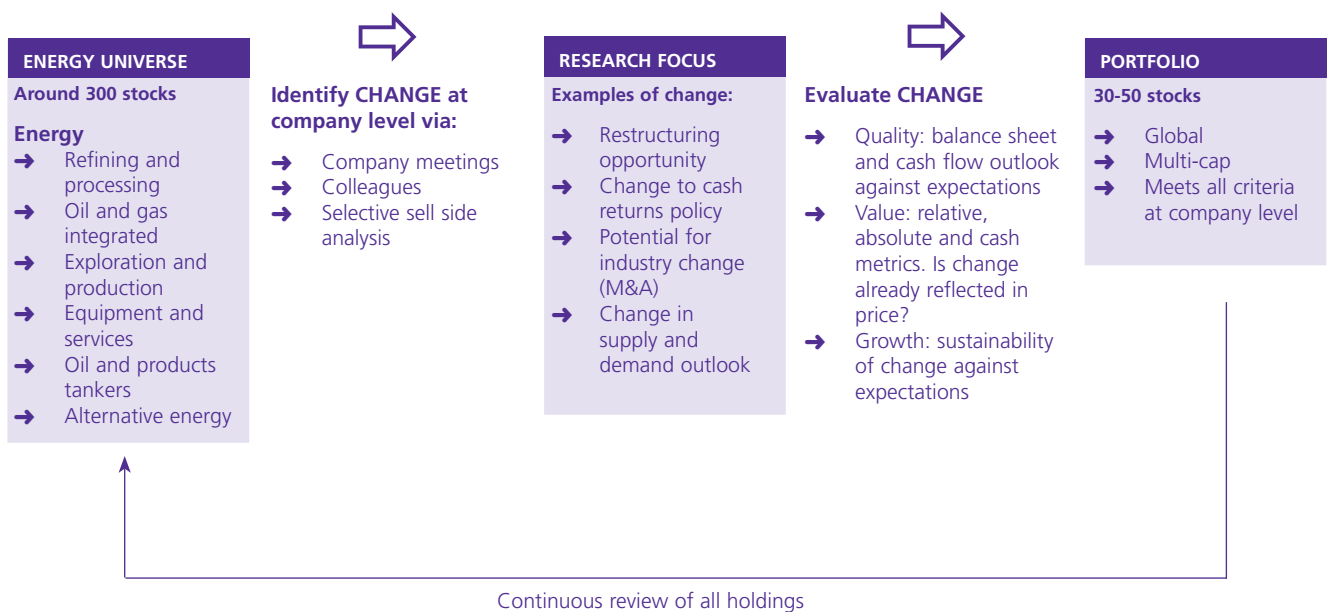 ENERGY UNIVERSE
Around 300 stocks
Energy
➔ Refining and
processing
➔ Oil and gas
integrated
➔ Exploration and
production
➔ Equipment and
services
➔ Oil and products
tankers
➔ Alternative energy
Identify CHANGE at
company level via:
➔ Company meetings
➔ Colleagues
➔ Selective sell side
analysis
RESEARCH FOCUS
Examples of change:
➔ Restructuring
opportunity
➔ Change to cash
returns policy
➔ Potential for
industry change
(M&A)
➔ Change in
supply and
demand outlook
Evaluate CHANGE
➔ Quality: balance sheet
and cash flow outlook
against expectations
➔ Value: relative,
absolute and cash
metrics. Is change
already reflected in
price?
➔ Growth: sustainability
of change against
expectations
PORTFOLIO
30-50 stocks
➔ Global
➔ Multi-cap
➔ Meets all criteria
at company level
Continuous review of all holdings